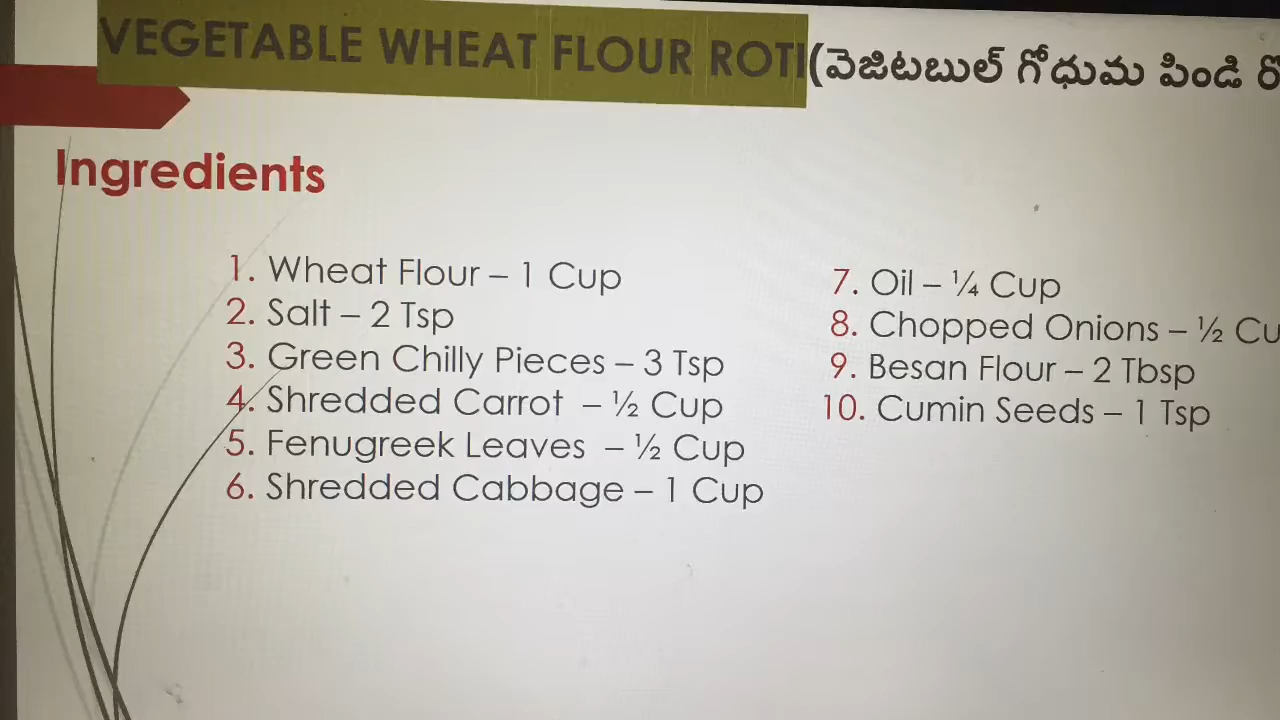 VEGETABLE WHEAT FLOUR ROTI(వెజిటబుల్ గోధుమ పిండి
Ingredients
1. Wheat Flour – 1 Cup
2. Salt – 2 Tsp
3. Green Chilly Pieces – 3 Tsp
4. Shredded Carrot – ½ Cup
5. Fenugreek Leaves – ½ Cup
6. Shredded Cabbage – 1 Cup
7. Oil – ¼ Cup
8. Chopped Onions – ½ Cu
9. Besan Flour – 2 Tbsp
10. Cumin Seeds – 1 Tsp